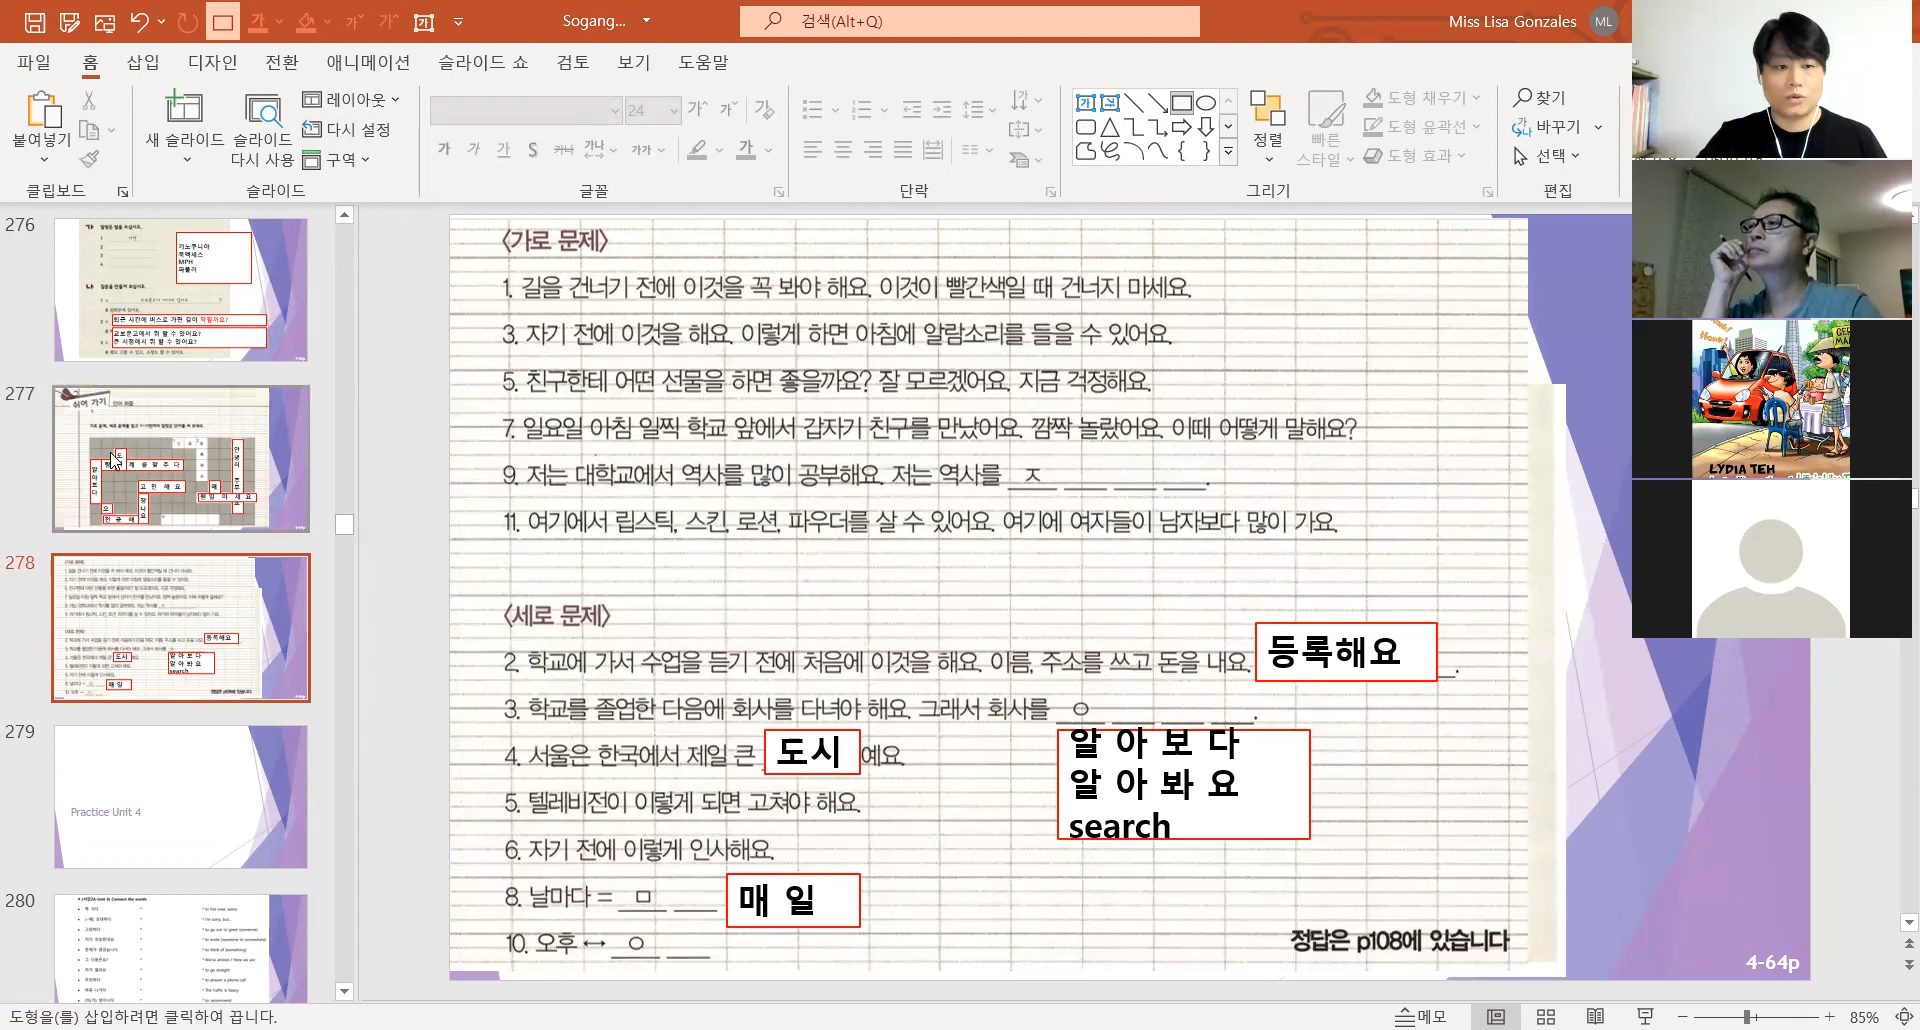 Sogang...
검색(Alt+Q)
Miss Lisa Gonzales
ML
파일 홈 삽입 디자인 전환 애니메이션 슬라이드 쇼 검토 보기 도움말
붙여넣기
새 슬라이드
슬라이드 다시 사용
레이아웃
다시 설정
구역
24
정렬
빠른 스타일
도형 채우기
도형 윤곽선
도형 효과
찾기
바꾸기
선택
클립보드
슬라이드
글꼴
단락
그리기
편집
276
277
278
279
Practice Unit 4
280
〈가로 문제〉
1. 길을 건너기 전에 이것을 꼭 봐야 해요. 이것이 빨간색일 때 건너지 마세요.
3. 자기 전에 이것을 해요. 이렇게 하면 아침에 알람소리를 들을 수 있어요.
5. 친구한테 어떤 선물을 하면 좋을까요? 잘 모르겠어요. 지금 걱정해요.
7. 일요일 아침 일찍 학교 앞에서 갑자기 친구를 만났어요. 깜짝 놀랐어요. 이때 어떻게 말해요?
9. 저는 대학교에서 역사를 많이 공부해요. 저는 역사를 ㅈ
11. 여기에서 립스틱, 스킨, 로션, 파우더를 살 수 있어요. 여기에 여자들이 남자보다 많이 가요.
〈세로 문제〉
2. 학교에 가서 수업을 듣기 전에 처음에 이것을 해요. 이름, 주소를 쓰고 돈을 내요. 등록해요
3. 학교를 졸업한 다음에 회사를 다녀야 해요. 그래서 회사를 ㅇ
알 아 보 다
알 아 봐 요
search
4. 서울은 한국에서 제일 큰 도시 예요.
5. 텔레비전이 이렇게 되면 고쳐야 해요.
6. 자기 전에 이렇게 인사해요.
8. 날마다 = ㅁ 매 일
10. 오후 ↔ ㅇ
정답은 p108에 있습니다
4-64p
LYDIA TEH
도형을(를) 삽입하려면 클릭하여 끕니다.
메모
85%